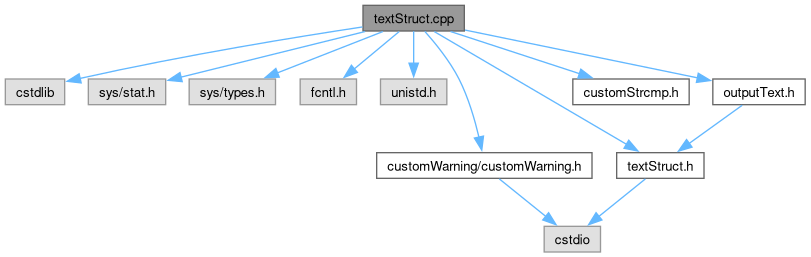 textStruct.cpp
cstdlib
sys/stat.h
sys/types.h
fcntl.h
unistd.h
customStrcmp.h
outputText.h
customWarning/customWarning.h
textStruct.h
cstdio